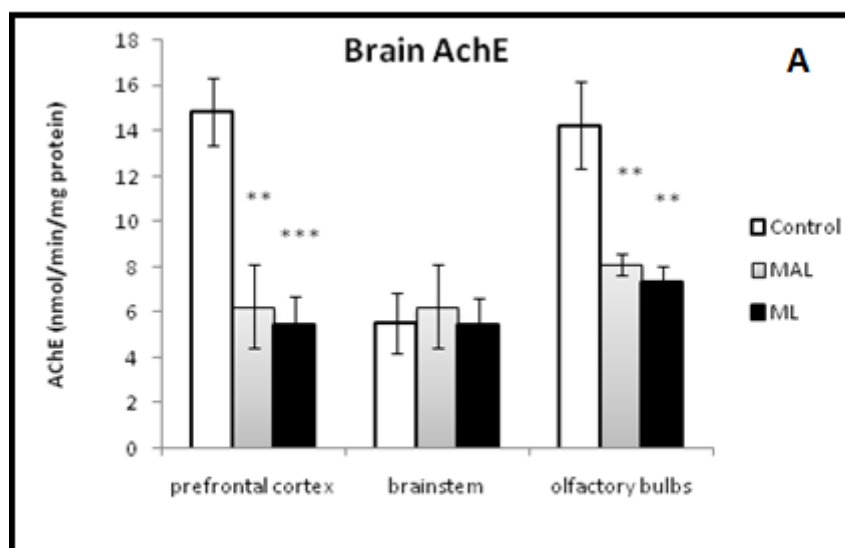 Brain AchE
A
AChE (nmol/min/mg protein)
18
16
14
12
10
8
6
4
2
0
**
***
**
**
prefrontal cortex
brainstem
olfactory bulbs
Control
MAL
ML